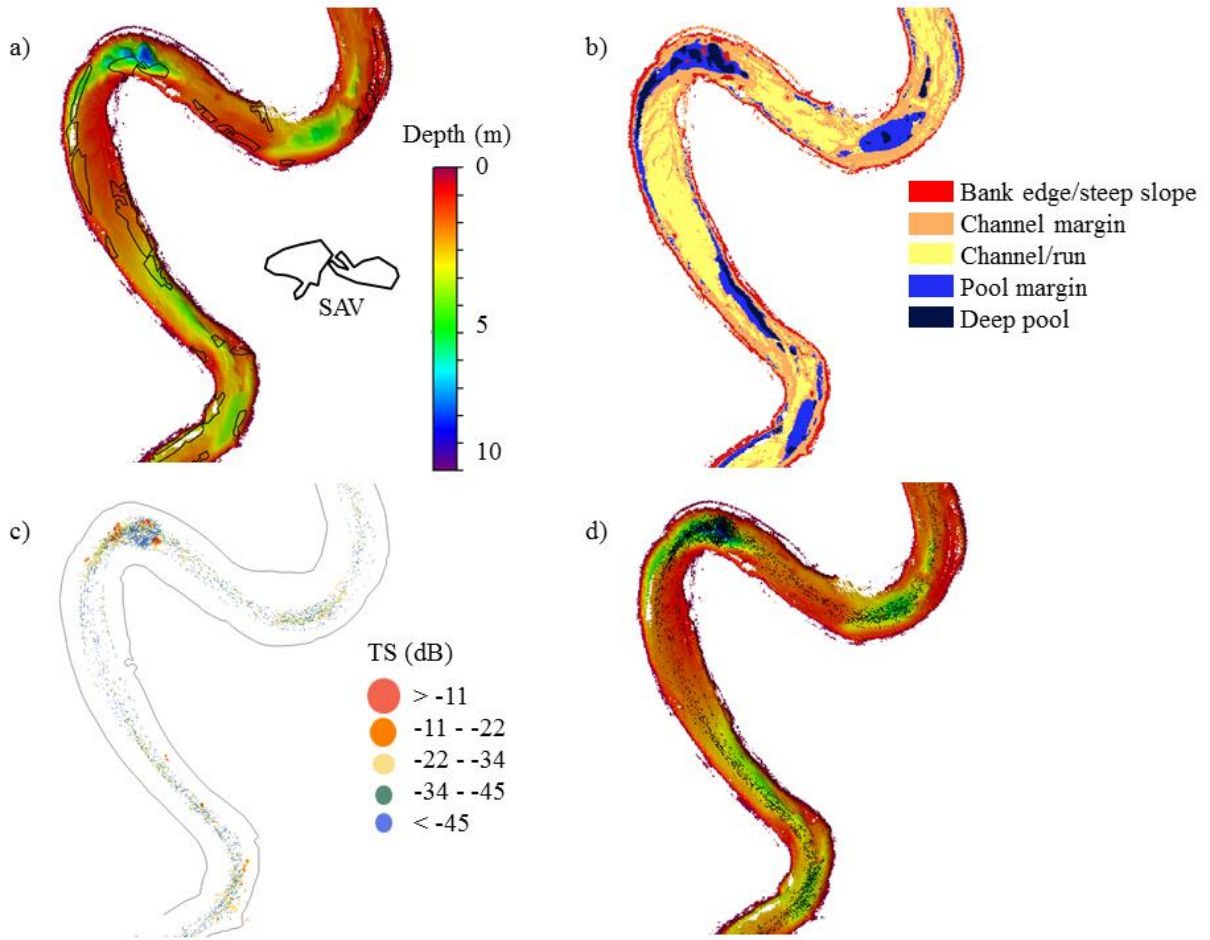 a)
Depth (m)
0
5
10
SAV
b)
Bank edge/steep slope
Channel margin
Channel/run
Pool margin
Deep pool
c)
TS (dB)
> -11
-11 - -22
-22 - -34
-34 - -45
< -45
d)